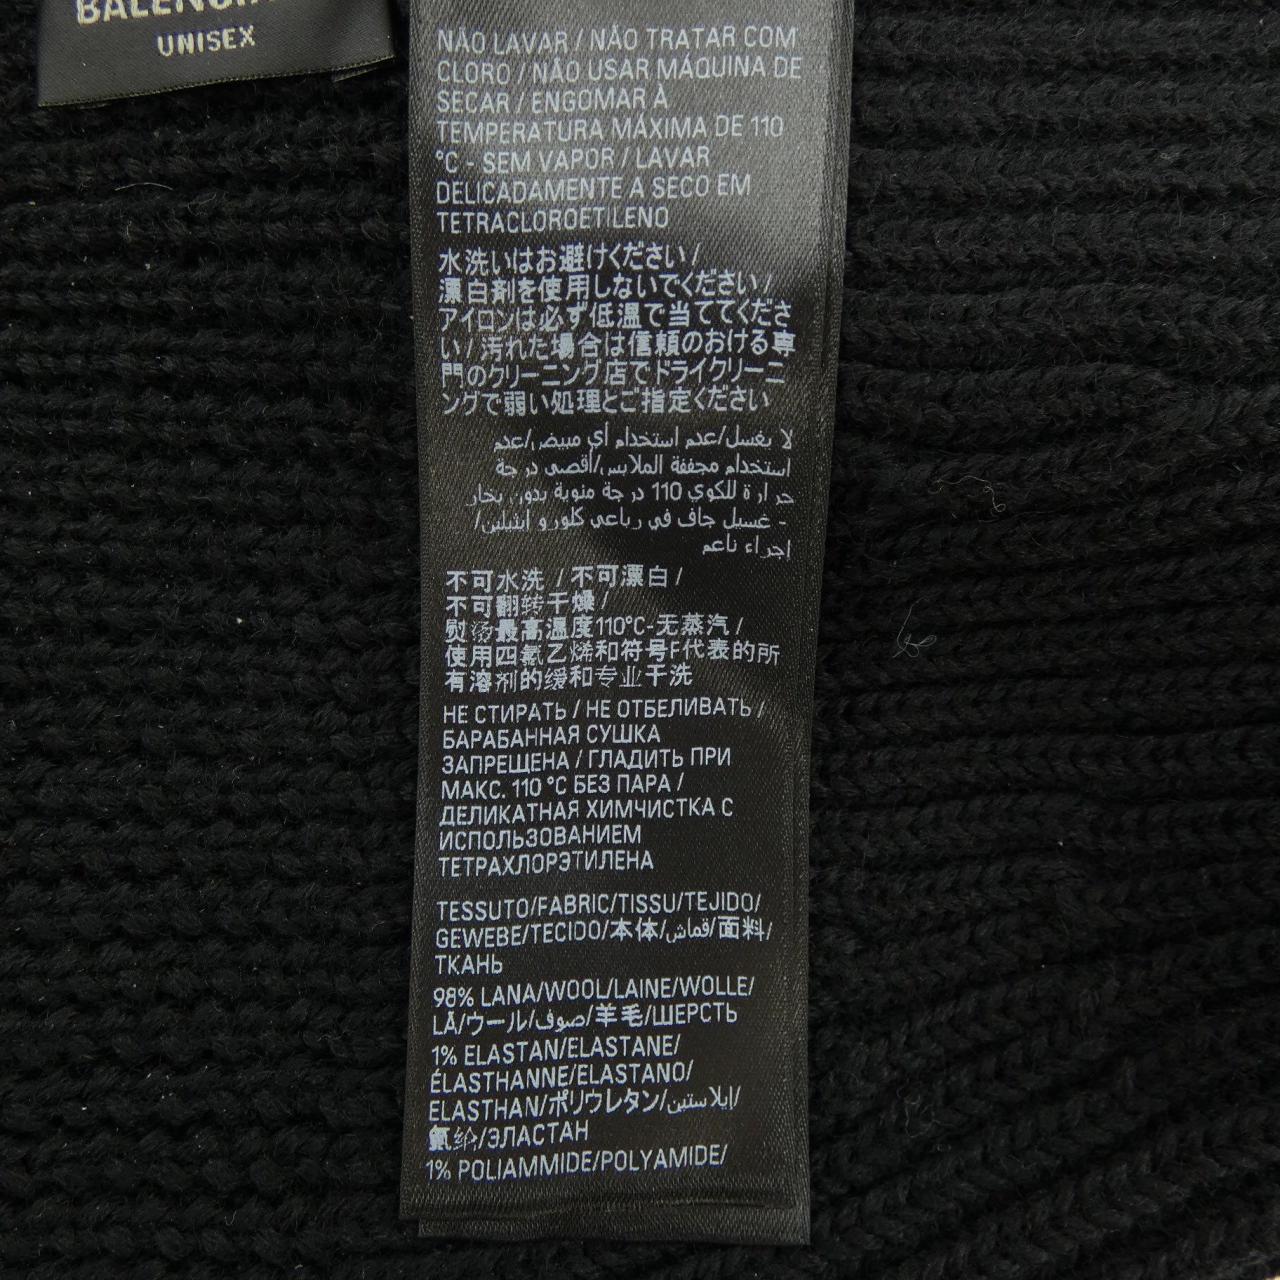 UNISEX
NÃO LAVAR / NÃO TRATAR COM
CLORO / NÃO USAR MÁQUINA DE
SECAR / ENGOMAR À
TEMPERATURA MÁXIMA DE 110
°C - SEM VAPOR / LAVAR
DELICADAMENTE A SECO EM
TETRACLOROETILENO
水洗いはお避けください /
漂白剤を使用しないでください /
アイロンは必ず低温で当ててくださ
い / 汚れた場合は信頼のおける専
門のクリーニング店でドライクリーニ
ングで弱い処理とご指定ください
لا يغسل/عدم استخدام أي مبيض/عدم
استخدام مجففة الملابس/أقصى درجة
حرارة للكوي 110 درجة مئوية بدون بخار
- غسيل جاف في رباعي كلورو اثيلين/
اجراء ناعم
不可水洗 / 不可漂白 /
不可翻转干燥 /
熨烫最高温度110°C-无蒸汽 /
使用四氯乙烯和符号F代表的所
有溶剂的缓和专业干洗
НЕ СТИРАТЬ / НЕ ОТБЕЛИВАТЬ /
БАРАБАННАЯ СУШКА
ЗАПРЕЩЕНА / ГЛАДИТЬ ПРИ
МАКС. 110 °C БЕЗ ПАРА /
ДЕЛИКАТНАЯ ХИМЧИСТКА С
ИСПОЛЬЗОВАНИЕМ
ТЕТРАХЛОРЭТИЛЕНА
TESSUTO/FABRIC/TISSU/TEJIDO/
GEWEBE/TECIDO/本体/قماش/面料/
ТКАНЬ
98% LANA/WOOL/LAINE/WOLLE/
LÃ/ウール/صوف/羊毛/ШЕРСТЬ
1% ELASTAN/ELASTANE/
ÉLASTHANNE/ELASTANO/
ELASTHAN/ポリウレタン/إيلاستين/
氨纶/ЭЛАСТАН
1% POLIAMMIDE/POLYAMIDE/